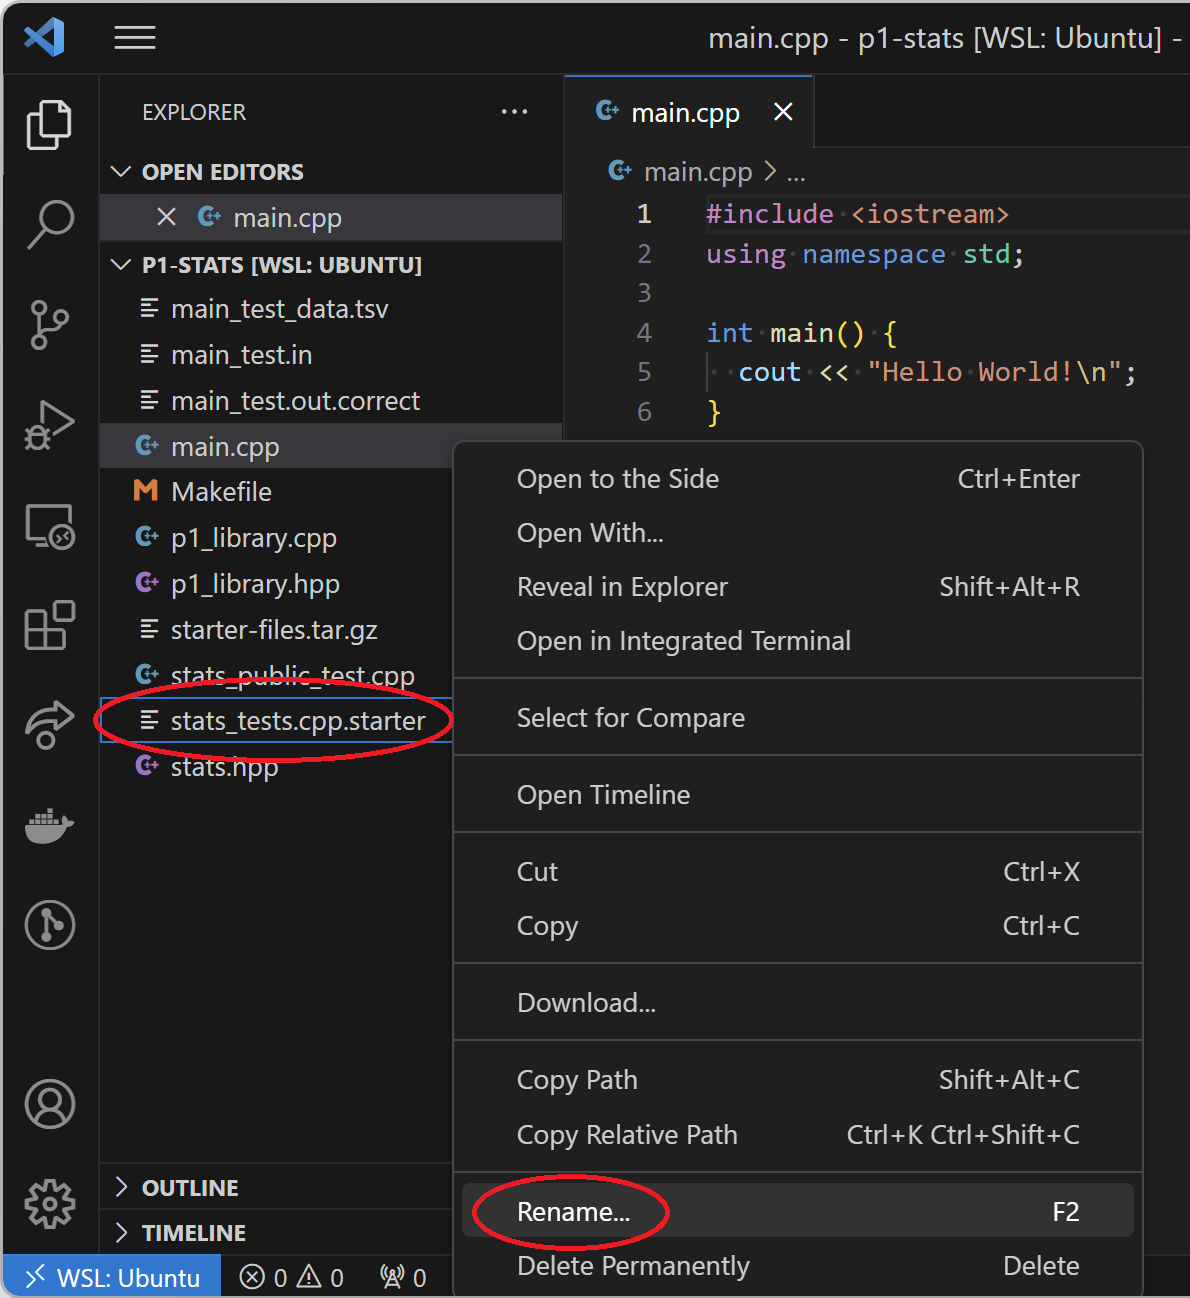 main.cpp - p1-stats [WSL: Ubuntu] -
EXPLORER
OPEN EDITORS
main.cpp
P1-STATS [WSL: UBUNTU]
main_test_data.tsv
main_test.in
main_test.out.correct
main.cpp
Makefile
p1_library.cpp
p1_library.hpp
starter-files.tar.gz
stats_public_test.cpp
stats_tests.cpp.starter
stats.hpp
OUTLINE
TIMELINE
main.cpp
main.cpp > ...
1 #include <iostream>
2 using namespace std;
3
4 int main() {
5 cout << "Hello World!\n";
6 }
Open to the Side Ctrl+Enter
Open With...
Reveal in Explorer Shift+Alt+R
Open in Integrated Terminal
Select for Compare
Open Timeline
Cut Ctrl+X
Copy Ctrl+C
Download...
Copy Path Shift+Alt+C
Copy Relative Path Ctrl+K Ctrl+Shift+C
Rename... F2
Delete Permanently Delete
WSL: Ubuntu 0 0 0